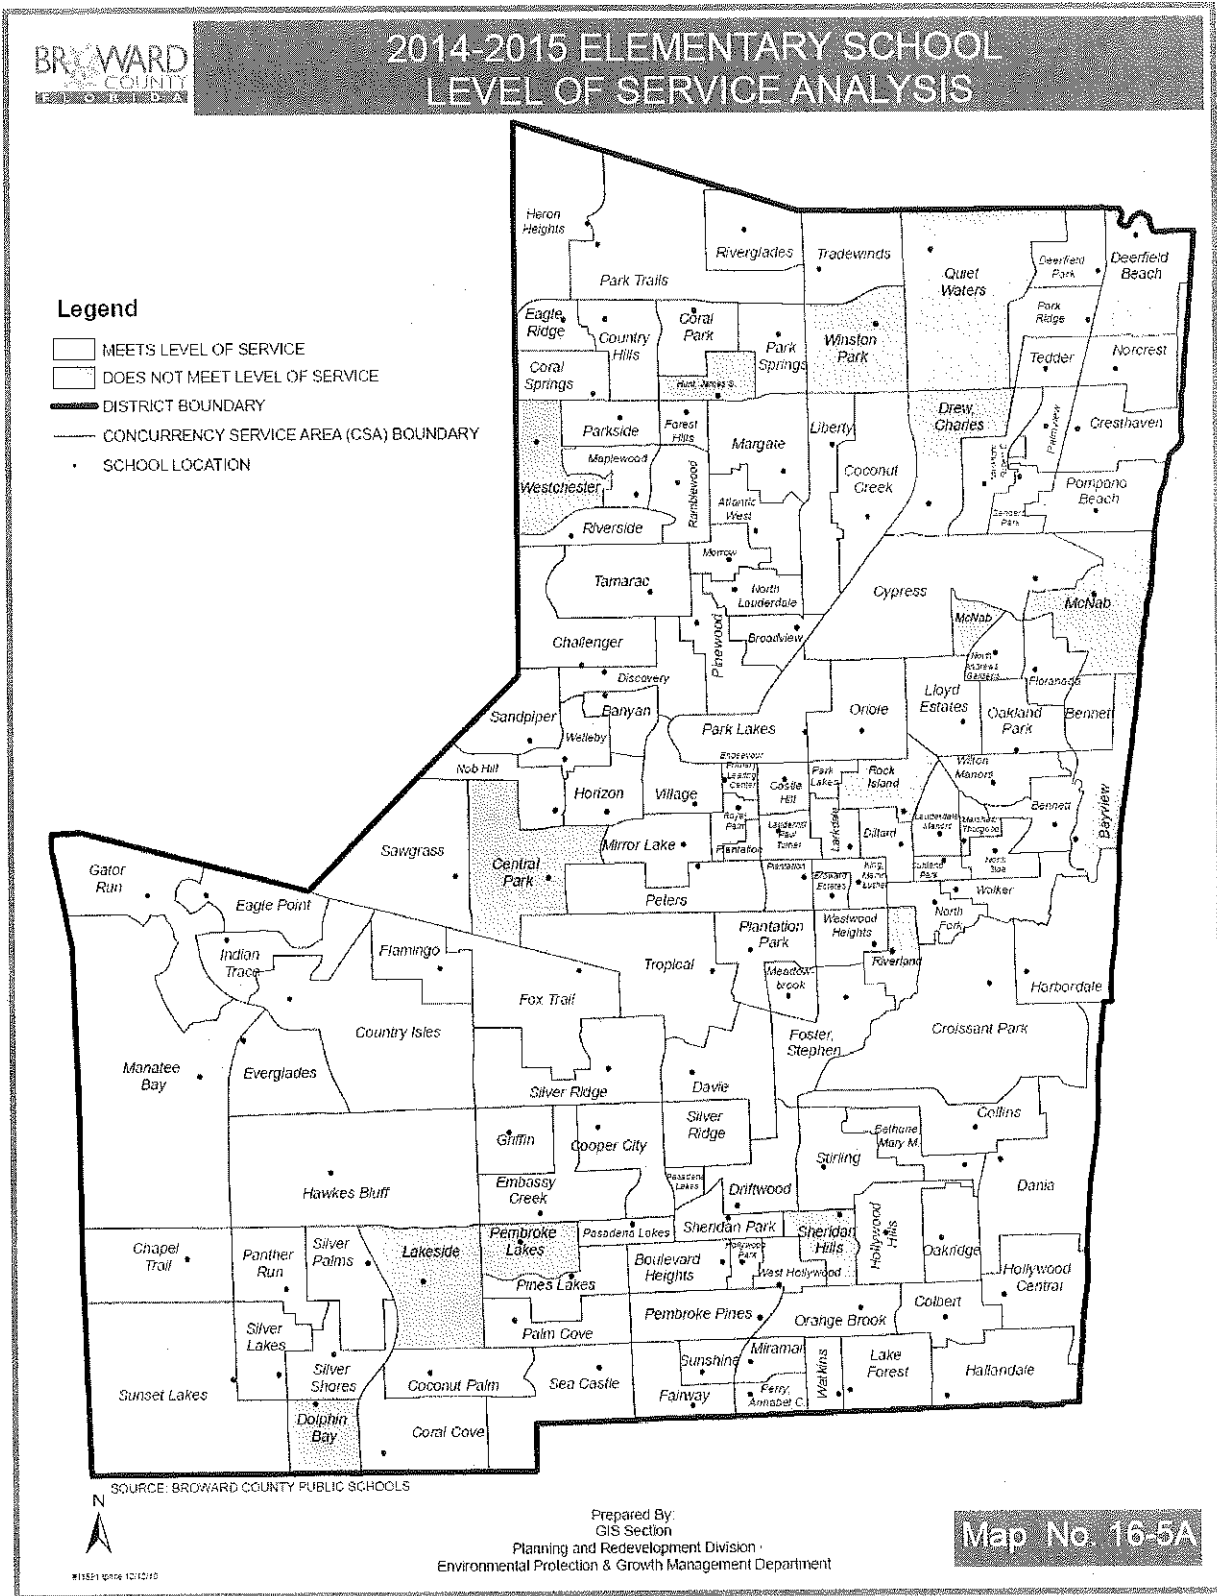 BROWARD
COUNTY
FLORIDA
2014-2015 ELEMENTARY SCHOOL
LEVEL OF SERVICE ANALYSIS
Legend
MEETS LEVEL OF SERVICE
DOES NOT MEET LEVEL OF SERVICE
DISTRICT BOUNDARY
CONCURRENCY SERVICE AREA (CSA) BOUNDARY
SCHOOL LOCATION
Heron
Heights
Riverglades
Tradewinds
Park Trails
Quiet
Waters
Deerfield
Park
Deerfield
Beach
Eagle
Ridge
Country
Hills
Coral
Park
Park
Springs
Winston
Park
Park
Ridge
Coral
Springs
Hunt, James S.
Tedder
Norcrest
Parkside
Forest
Hills
Margate
Liberty
Drew,
Charles
Palmview
Cresthaven
Maplewood
Westchester
Ramblewood
Atlantic
West
Coconut
Creek
Sanders
Park
Pompano
Beach
Riverside
Morrow
Tamarac
North
Lauderdale
Cypress
McNab
McNab
Challenger
Pinewood
Broadview
North
Andrews
Gardens
Floranada
Discovery
Sandpiper
Banyan
Welleby
Park Lakes
Oriole
Lloyd
Estates
Oakland
Park
Bennet
Nob Hill
Horizon
Village
Endeavour
Primary
Learing
Center
Castle
Hill
Park
Lakes
Rock
Island
Wilton
Manors
Bennett
Bayview
Royal
Palm
Lauderhill
Paul
Turner
Larkdale
Dillard
Lauderdale
Manors
Marshall
Thurgood
Sawgrass
Central
Park
Mirror Lake
Plantation
Plantation
Broward
Estates
King,
Martin
Luther
Sunland
Park
North
Side
Walker
Gator
Run
Eagle Point
Peters
North
Fork
Indian
Trace
Flamingo
Fox Trail
Tropical
Plantation
Park
Westwood
Heights
Meadow-
brook
Riverland
Harbordale
Country Isles
Foster,
Stephen
Croissant Park
Manatee
Bay
Everglades
Silver Ridge
Davie
Griffin
Cooper City
Silver
Ridge
Collins
Bethune
Mary M.
Stirling
Hawkes Bluff
Embassy
Creek
Pasadena
Lakes
Driftwood
Dania
Chapel
Trail
Panther
Run
Silver
Palms
Lakeside
Pembroke
Lakes
Pasadena Lakes
Sheridan Park
Sheridan
Hills
Hollywood
Hills
Oakridge
Pines Lakes
Boulevard
Heights
Hollywood
Park
West Hollywood
Hollywood
Central
Silver
Lakes
Palm Cove
Pembroke Pines
Orange Brook
Colbert
Sunset Lakes
Silver
Shores
Coconut Palm
Sea Castle
Sunshine
Miramar
Watkins
Lake
Forest
Hallandale
Fairway
Perry,
Annabel C.
Dolphin
Bay
Coral Cove
SOURCE: BROWARD COUNTY PUBLIC SCHOOLS
N
Prepared By:
GIS Section
Planning and Redevelopment Division
Environmental Protection & Growth Management Department
Map No. 16-5A